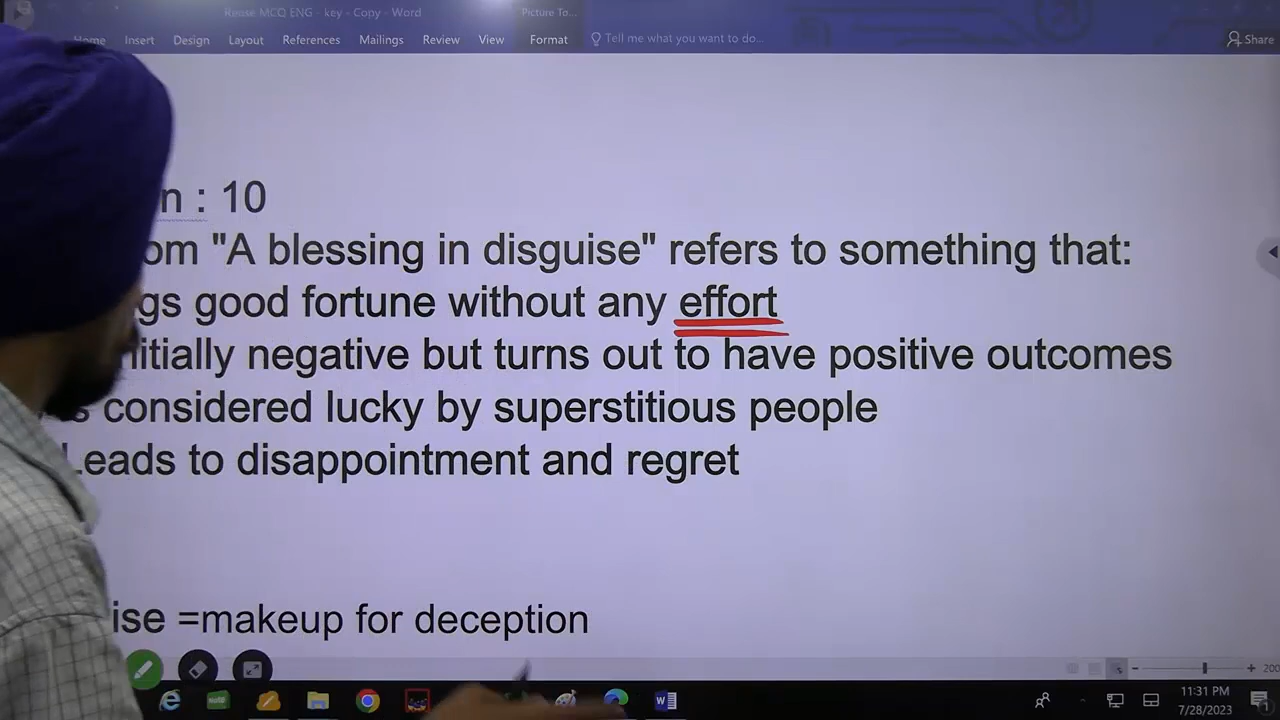 Reuse MCQ ENG - key - Copy - Word
Picture To...
Home Insert Design Layout References Mailings Review View Format Tell me what you want to do... Share
n : 10
om "A blessing in disguise" refers to something that:
gs good fortune without any effort
nitially negative but turns out to have positive outcomes
s considered lucky by superstitious people
Leads to disappointment and regret
ise =makeup for deception
200
11:31 PM
7/28/2023